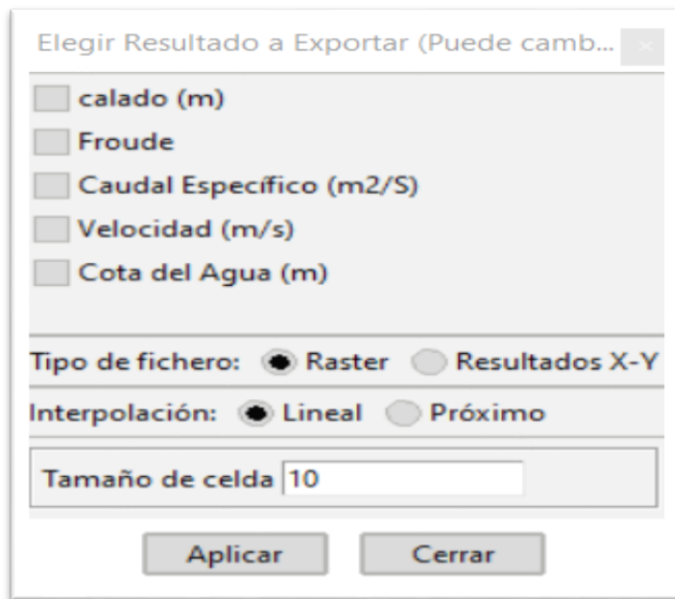 Elegir Resultado a Exportar (Puede camb...
calado (m)
Froude
Caudal Específico (m2/S)
Velocidad (m/s)
Cota del Agua (m)
Tipo de fichero: Raster Resultados X-Y
Interpolación: Lineal Próximo
Tamaño de celda 10
Aplicar Cerrar